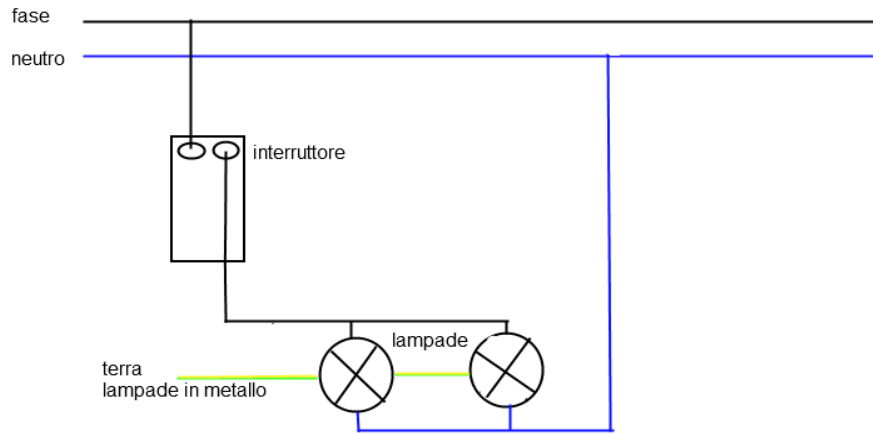 fase
neutro
interruttore
lampade
terra
lampade in metallo